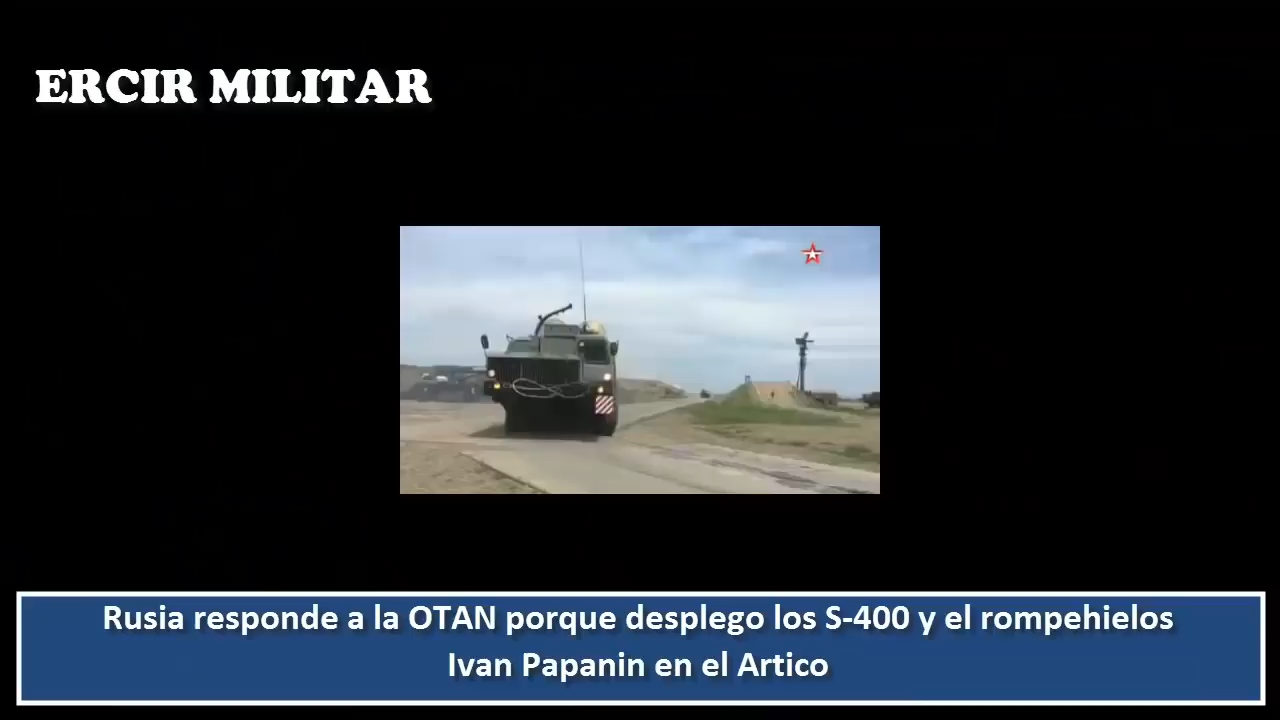 ERCIR MILITAR
Rusia responde a la OTAN porque desplego los S-400 y el rompehielos
Ivan Papanin en el Artico